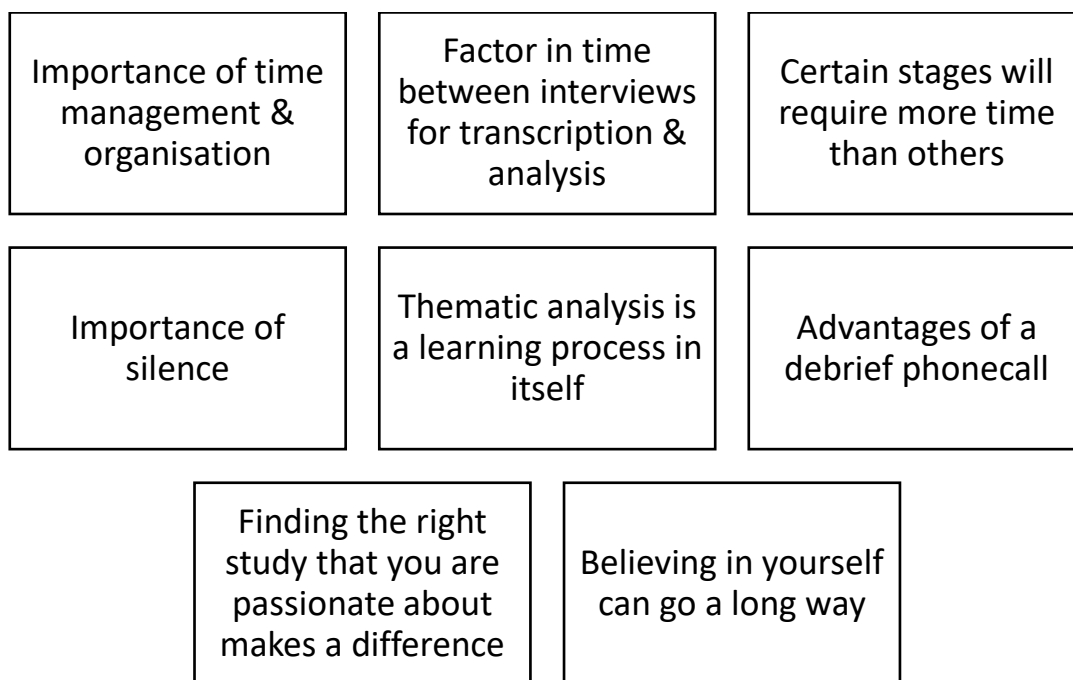 Importance of time
management &
organisation
Factor in time
between interviews
for transcription &
analysis
Certain stages will
require more time
than others
Importance of
silence
Thematic analysis is
a learning process in
itself
Advantages of a
debrief phonecall
Finding the right
study that you are
passionate about
makes a difference
Believing in yourself
can go a long way